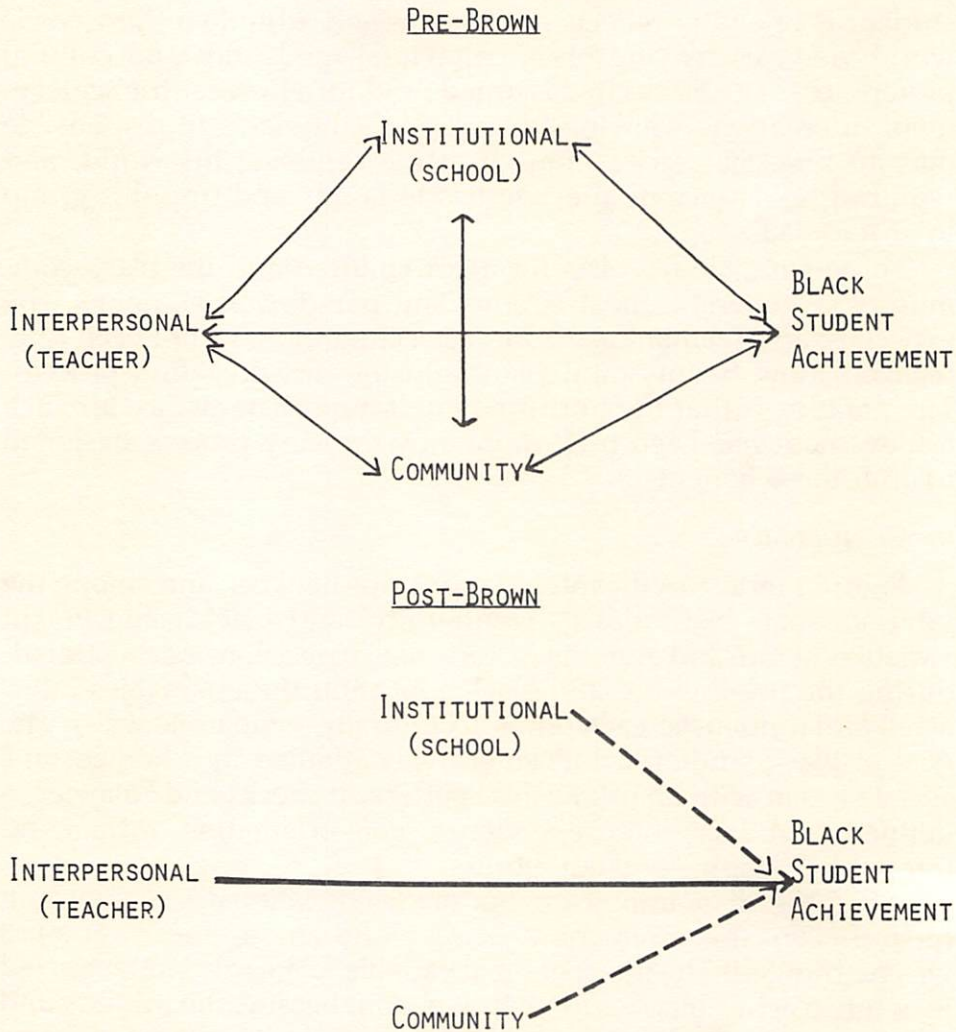 PRE-BROWN
INSTITUTIONAL
(SCHOOL)
INTERPERSONAL
(TEACHER)
BLACK
STUDENT
ACHIEVEMENT
COMMUNITY
POST-BROWN
INSTITUTIONAL
(SCHOOL)
INTERPERSONAL
(TEACHER)
BLACK
STUDENT
ACHIEVEMENT
COMMUNITY